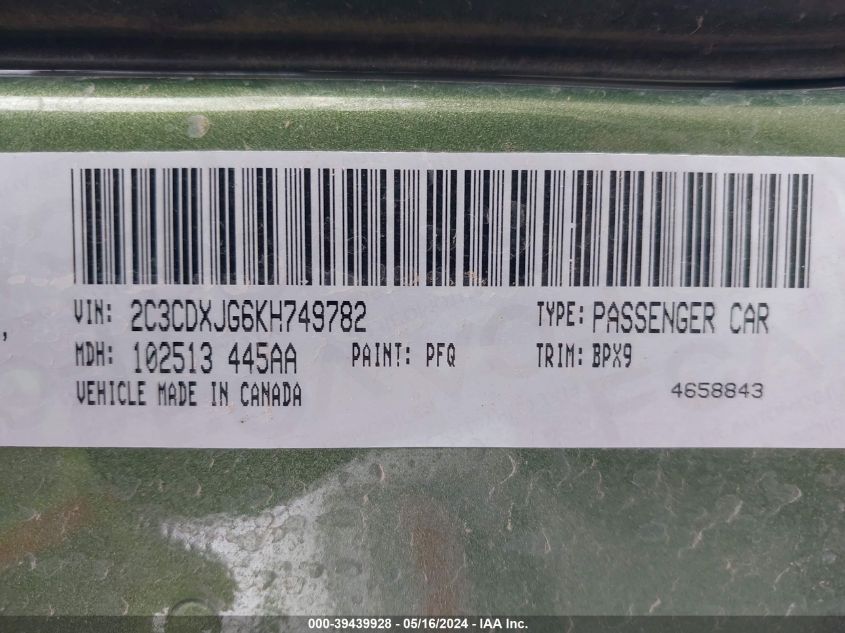 VIN: 2C3CDXJG6KH749782 TYPE: PASSENGER CAR
MDH: 102513 445AA PAINT: PFQ TRIM: BPX9
VEHICLE MADE IN CANADA 4658843
000-39439928 - 05/16/2024 - IAA Inc.